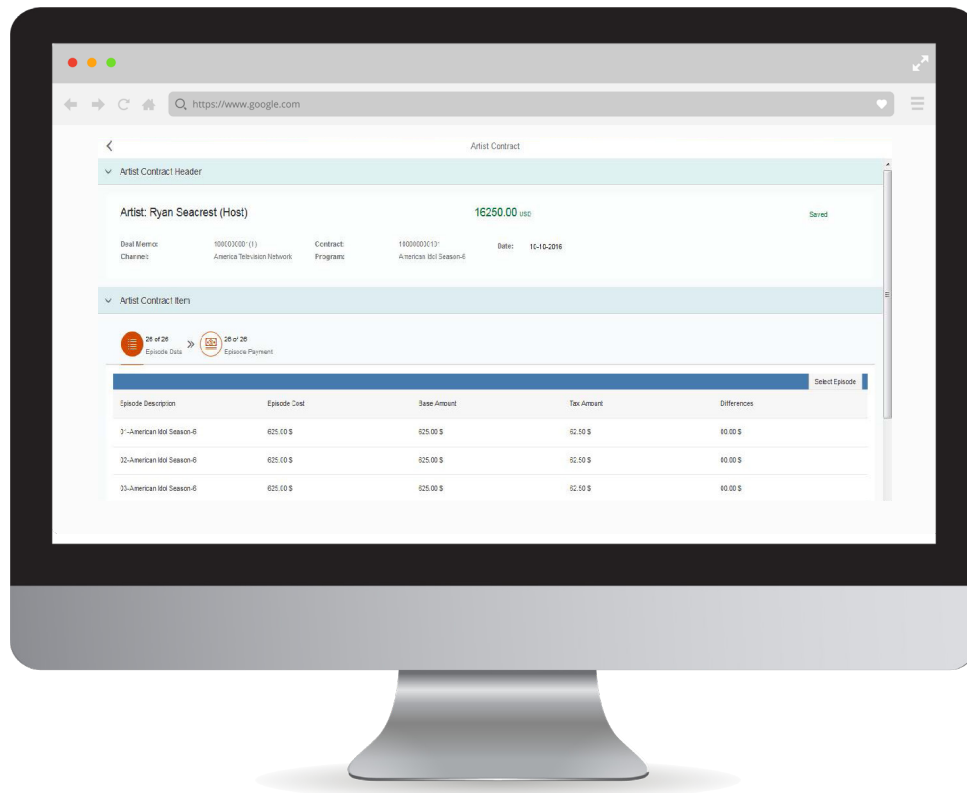 https://www.google.com
Artist Contract
Artist Contract Header
Artist: Ryan Seacrest (Host) 16250.00 USD Saved
Deal Memo: Contract: Date: 10-10-2016
Channel: America Television Network Program: American Idol Season-6
Artist Contract Item
26 of 26 26 of 26
Episode Data Episode Payment
Select Episode
Episode Description Episode Cost Base Amount Tax Amount Differences
01-American Idol Season-6 625.00 $ 625.00 $ 62.50 $ 00.00 $
02-American Idol Season-6 625.00 $ 625.00 $ 62.50 $ 00.00 $
03-American Idol Season-6 625.00 $ 625.00 $ 62.50 $ 00.00 $